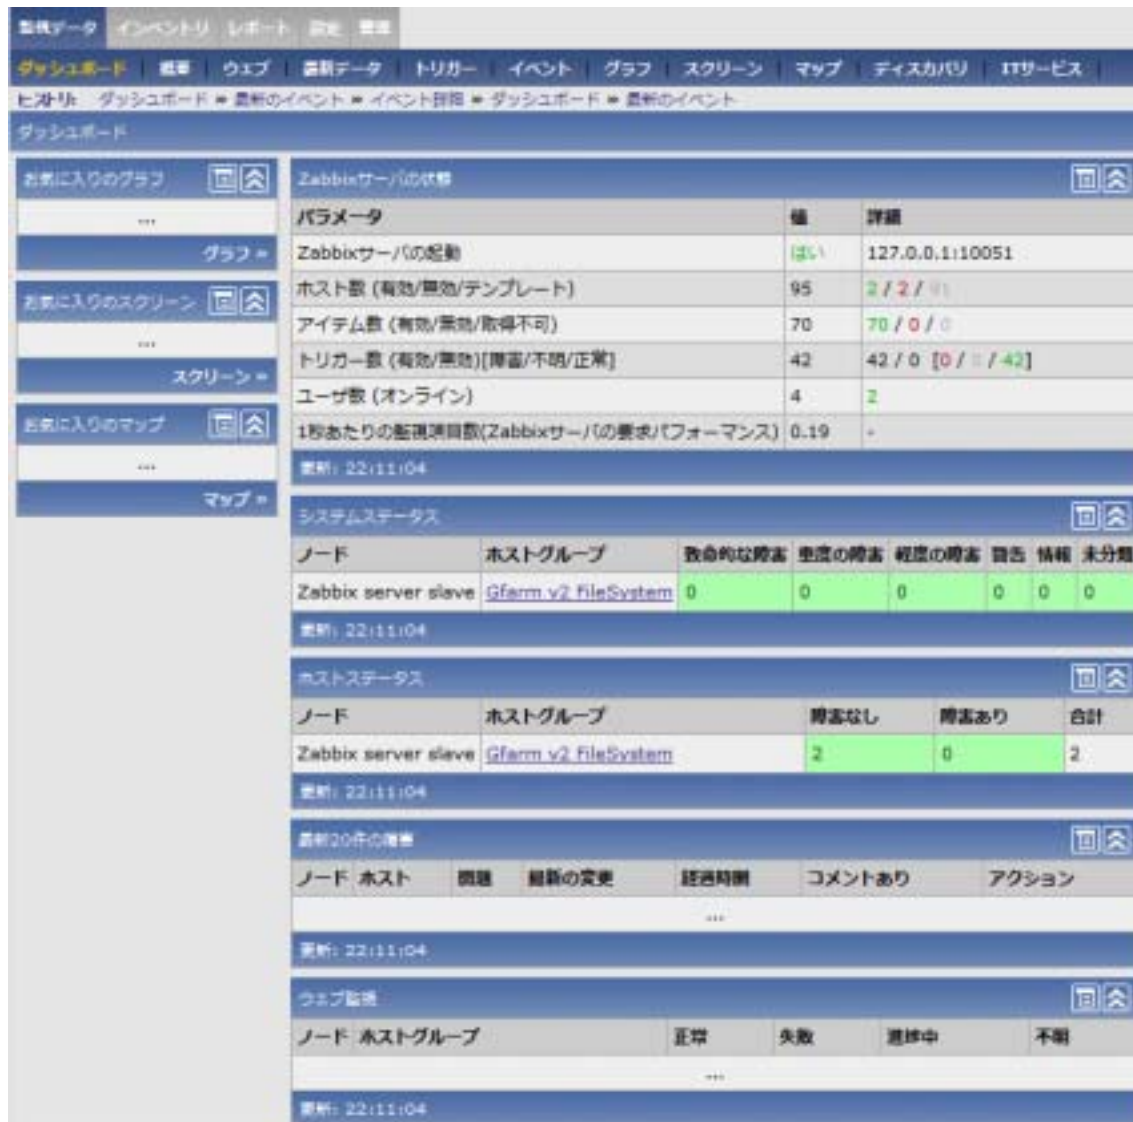 監視データ インベントリ レポート 設定 管理
ダッシュボード 概要 ウェブ 最新データ トリガー イベント グラフ スクリーン マップ ディスカバリ ITサービス
ヒストリ: ダッシュボード » 最新のイベント » イベント詳細 » ダッシュボード » 最新のイベント
ダッシュボード
お気に入りのグラフ
...
グラフ »
お気に入りのスクリーン
...
スクリーン »
お気に入りのマップ
...
マップ »
Zabbixサーバの状態
パラメータ 値 詳細
Zabbixサーバの起動 はい 127.0.0.1:10051
ホスト数 (有効/無効/テンプレート) 95 2 / 2 / 91
アイテム数 (有効/無効/取得不可) 70 70 / 0 / 0
トリガー数 (有効/無効)[障害/不明/正常] 42 42 / 0 [0 / 0 / 42]
ユーザ数 (オンライン) 4 2
1秒あたりの監視項目数(Zabbixサーバの要求パフォーマンス) 0.19 -
更新: 22:11:04
システムステータス
ノード ホストグループ 致命的な障害 重度の障害 軽度の障害 警告 情報 未分類
Zabbix server slave Gfarm v2 FileSystem 0 0 0 0 0 0
更新: 22:11:04
ホストステータス
ノード ホストグループ 障害なし 障害あり 合計
Zabbix server slave Gfarm v2 FileSystem 2 0 2
更新: 22:11:04
最新20件の障害
ノード ホスト 問題 最新の変更 経過時間 コメントあり アクション
...
更新: 22:11:04
ウェブ監視
ノード ホストグループ 正常 失敗 進捗中 不明
...
更新: 22:11:04